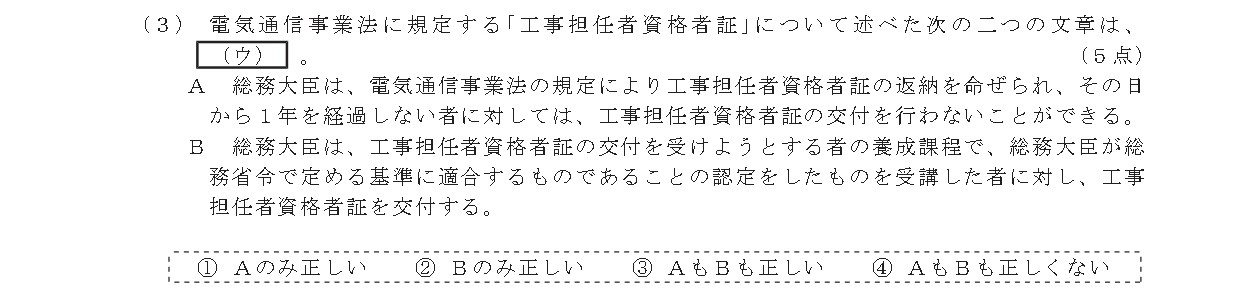 (3) 電気通信事業法に規定する「工事担任者資格者証」について述べた次の二つの文章は、
(ウ) 。 (5点)
A 総務大臣は、電気通信事業法の規定により工事担任者資格者証の返納を命ぜられ、その日
から1年を経過しない者に対しては、工事担任者資格者証の交付を行わないことができる。
B 総務大臣は、工事担任者資格者証の交付を受けようとする者の養成課程で、総務大臣が総
務省令で定める基準に適合するものであることの認定をしたものを受講した者に対し、工事
担任者資格者証を交付する。
① Aのみ正しい ② Bのみ正しい ③ AもBも正しい ④ AもBも正しくない